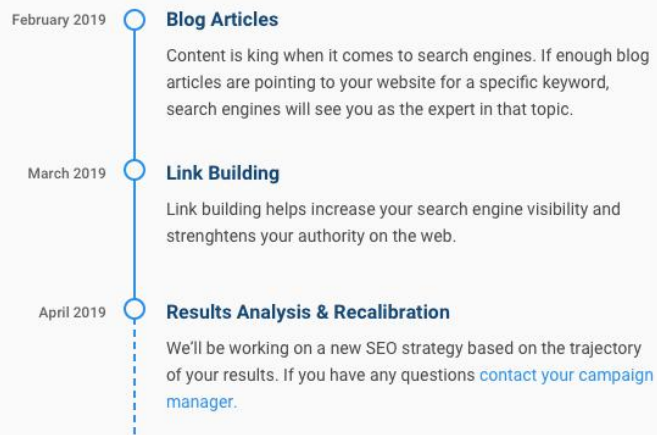 February 2019
Blog Articles
Content is king when it comes to search engines. If enough blog
articles are pointing to your website for a specific keyword,
search engines will see you as the expert in that topic.
March 2019
Link Building
Link building helps increase your search engine visibility and
strenghtens your authority on the web.
April 2019
Results Analysis & Recalibration
We'll be working on a new SEO strategy based on the trajectory
of your results. If you have any questions contact your campaign
manager.